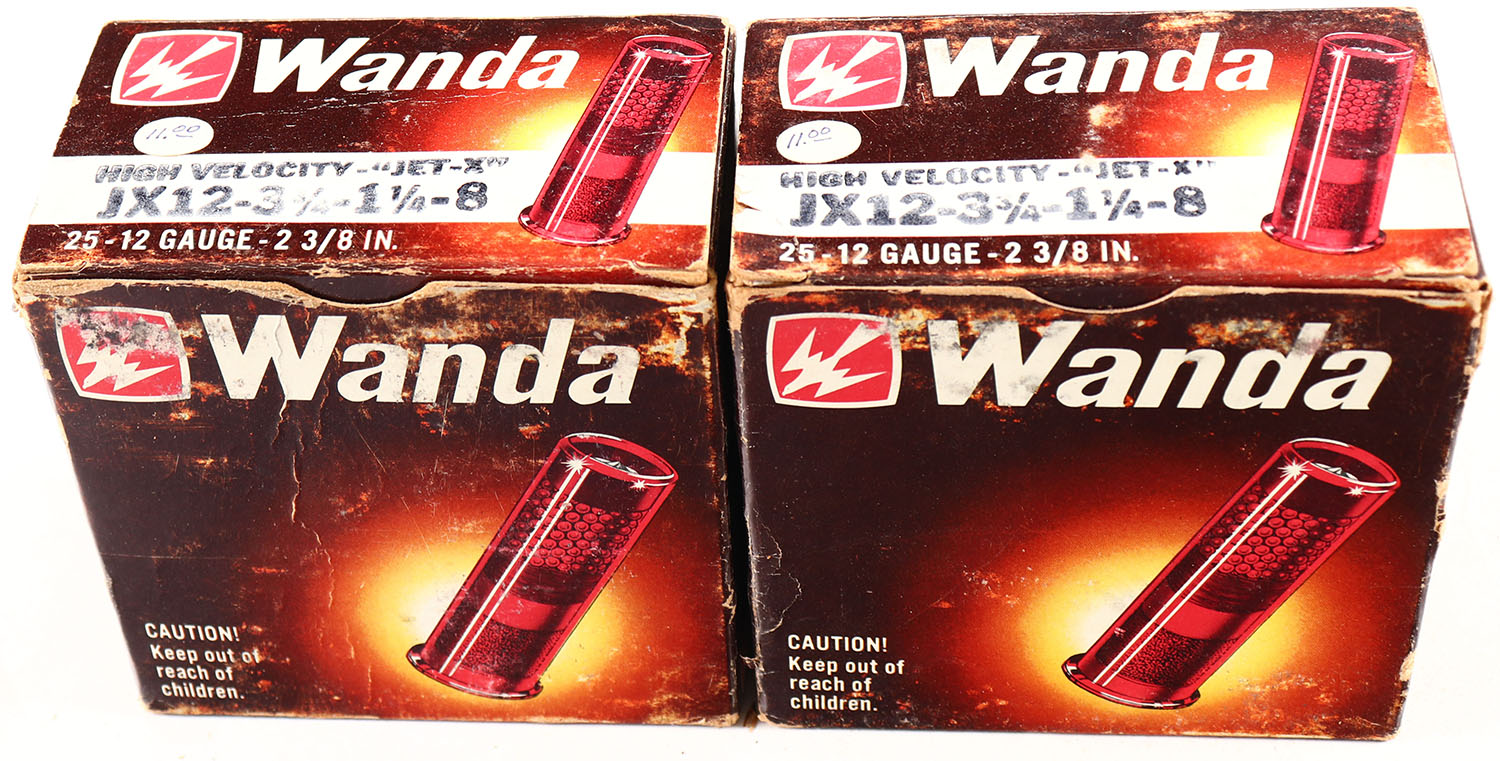 Wanda
11.00
HIGH VELOCITY-"JET-X"
JX12-3¾-1¼-8
25-12 GAUGE-2 3/8 IN.
Wanda
CAUTION!
Keep out of
reach of
children.
Wanda
11.00
HIGH VELOCITY-"JET-X"
JX12-3¾-1¼-8
25-12 GAUGE-2 3/8 IN.
Wanda
CAUTION!
Keep out of
reach of
children.